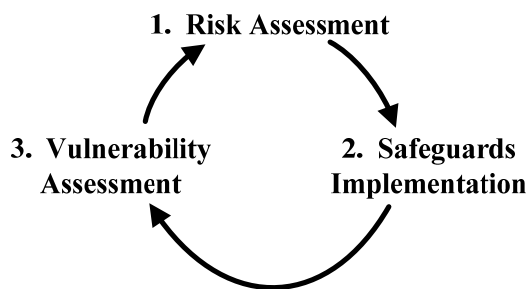 1. Risk Assessment
3. Vulnerability
Assessment
2. Safeguards
Implementation